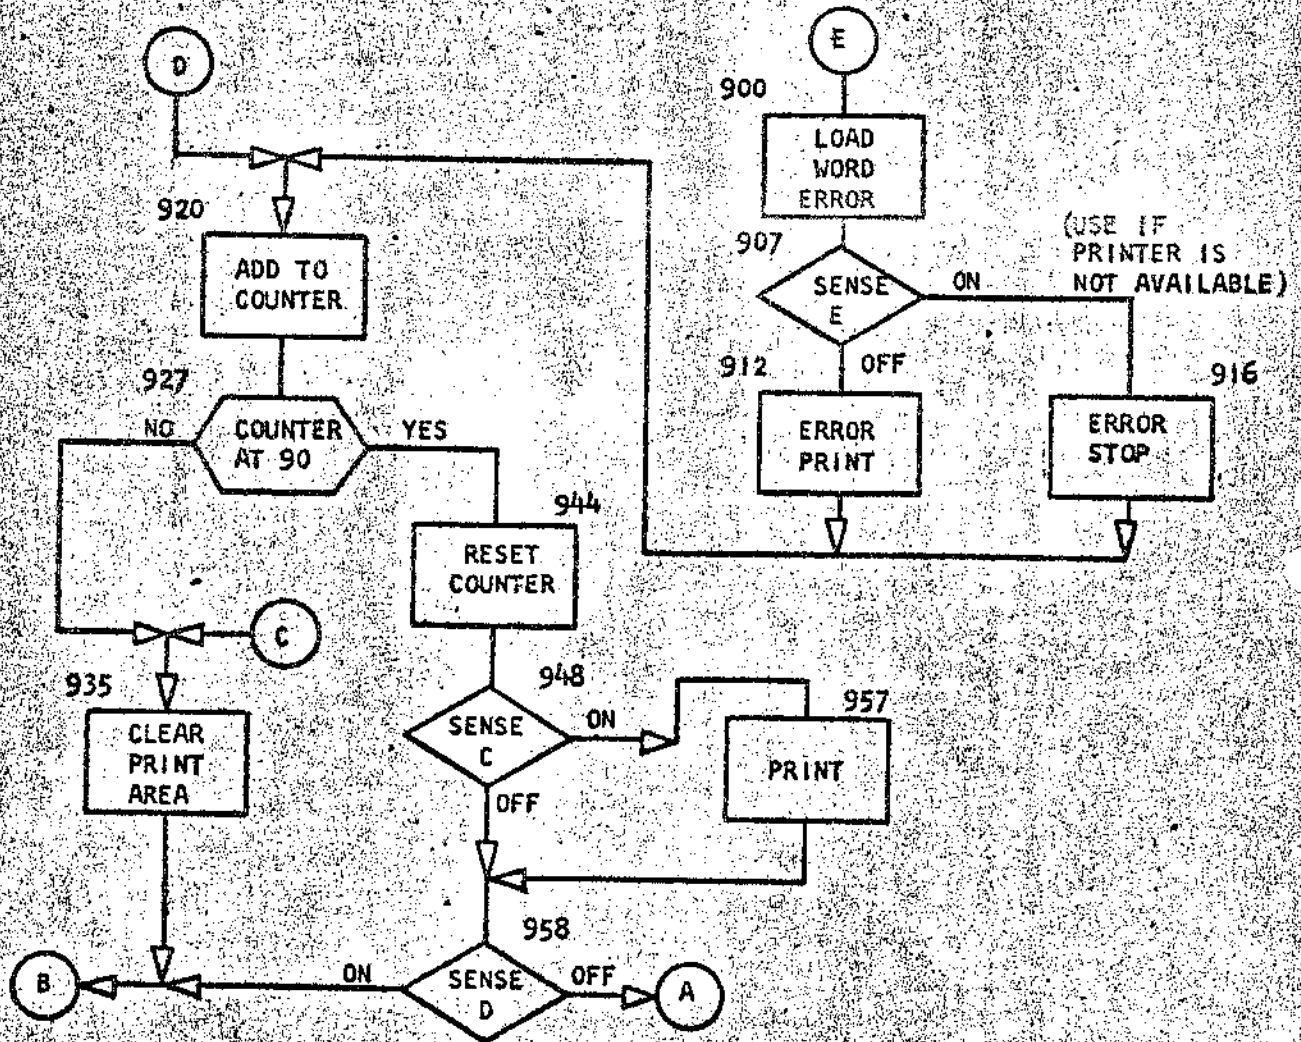 D
E
900
LOAD
WORD
ERROR
920
907
(USE IF
PRINTER IS
NOT AVAILABLE)
ADD TO
COUNTER
SENSE
E
ON
OFF
912
916
927
NO
COUNTER
AT 90
YES
ERROR
PRINT
ERROR
STOP
944
RESET
COUNTER
C
935
948
957
CLEAR
PRINT
AREA
SENSE
C
ON
PRINT
OFF
958
B
ON
SENSE
D
OFF
A